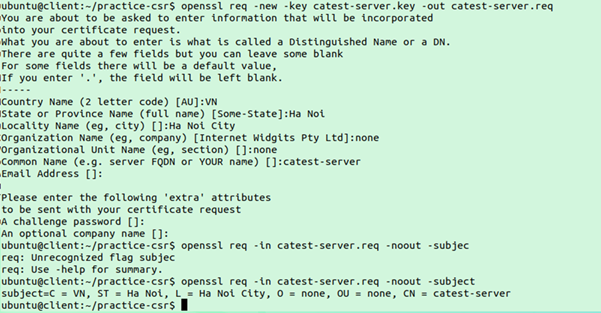 ubuntu@client:~/practice-csr$ openssl req -new -key catest-server.key -out catest-server.req
You are about to be asked to enter information that will be incorporated
into your certificate request.
What you are about to enter is what is called a Distinguished Name or a DN.
There are quite a few fields but you can leave some blank
For some fields there will be a default value,
If you enter '.', the field will be left blank.
-----
Country Name (2 letter code) [AU]:VN
State or Province Name (full name) [Some-State]:Ha Noi
Locality Name (eg, city) []:Ha Noi City
Organization Name (eg, company) [Internet Widgits Pty Ltd]:none
Organizational Unit Name (eg, section) []:none
Common Name (e.g. server FQDN or YOUR name) []:catest-server
Email Address []:
Please enter the following 'extra' attributes
to be sent with your certificate request
A challenge password []:
An optional company name []:
ubuntu@client:~/practice-csr$ openssl req -in catest-server.req -noout -subjec
req: Unrecognized flag subjec
req: Use -help for summary.
ubuntu@client:~/practice-csr$ openssl req -in catest-server.req -noout -subject
subject=C = VN, ST = Ha Noi, L = Ha Noi City, O = none, OU = none, CN = catest-server
ubuntu@client:~/practice-csr$